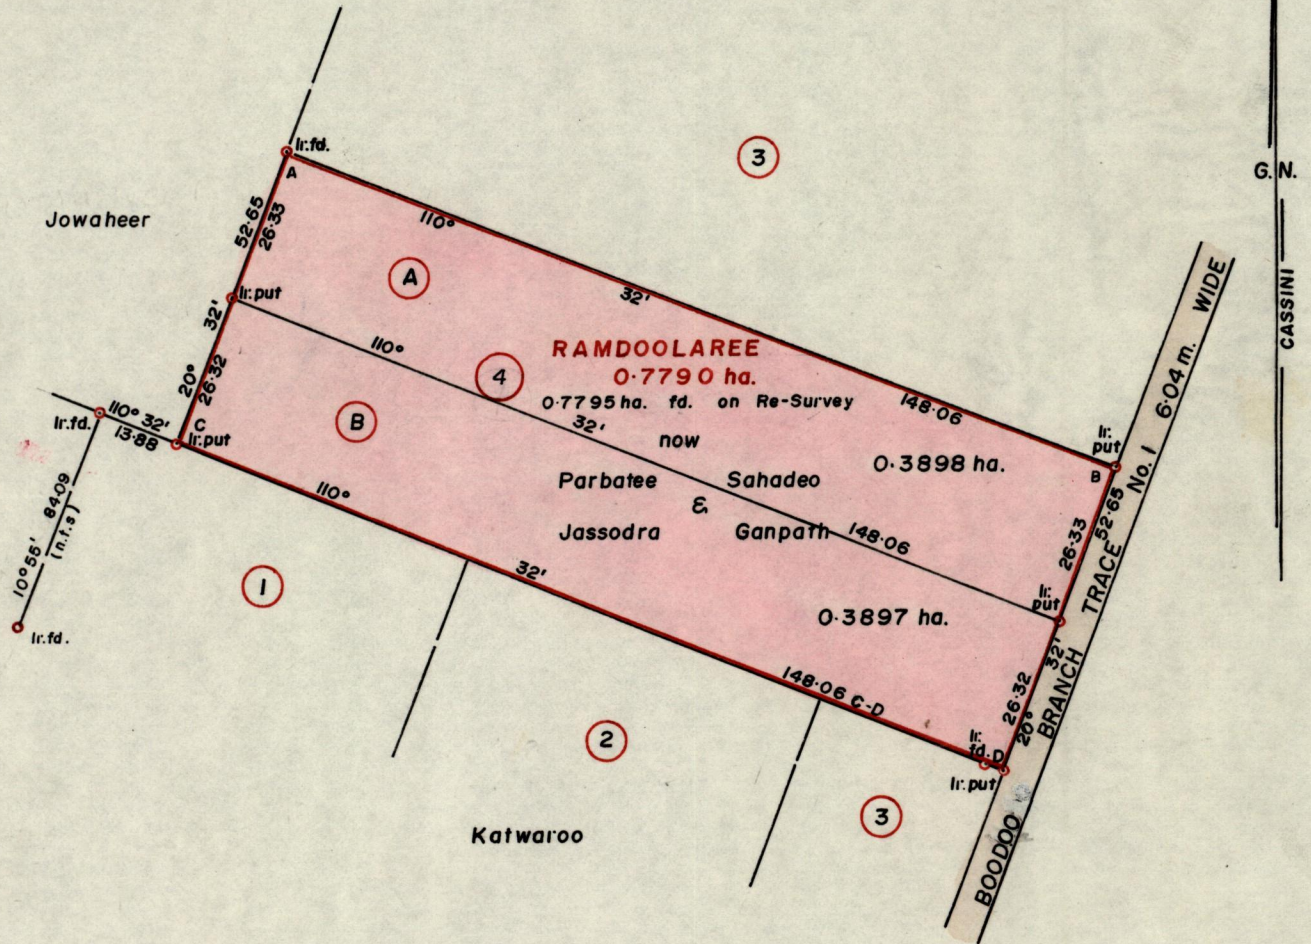 Ir.fd.
A
3
G.N.
Jowaheer
52·65
26·33
110°
A
32'
Ir.put
32'
110°
4
RAMDOOLAREE
0·7790 ha.
0·7795 ha. fd. on Re-Survey
now
148·06
CASSINI
20°
26·32
B
32'
110° 32'
13·88
Ir.fd.
C
Ir.put
0·3898 ha.
Ir.
put
B
Parbatee Sahadeo
&
Jassodra Ganpath
148·06
110°
84·09
10°55'
(n.t.s)
Ir.fd.
1
32'
26·33
52·65
Ir.
put
0·3897 ha.
148·06 C-D
32'
26·32
20°
2
Ir.
fd.
D
Ir.put
3
Katwaroo
BOODOO BRANCH TRACE No. 1 6·04 m. WIDE